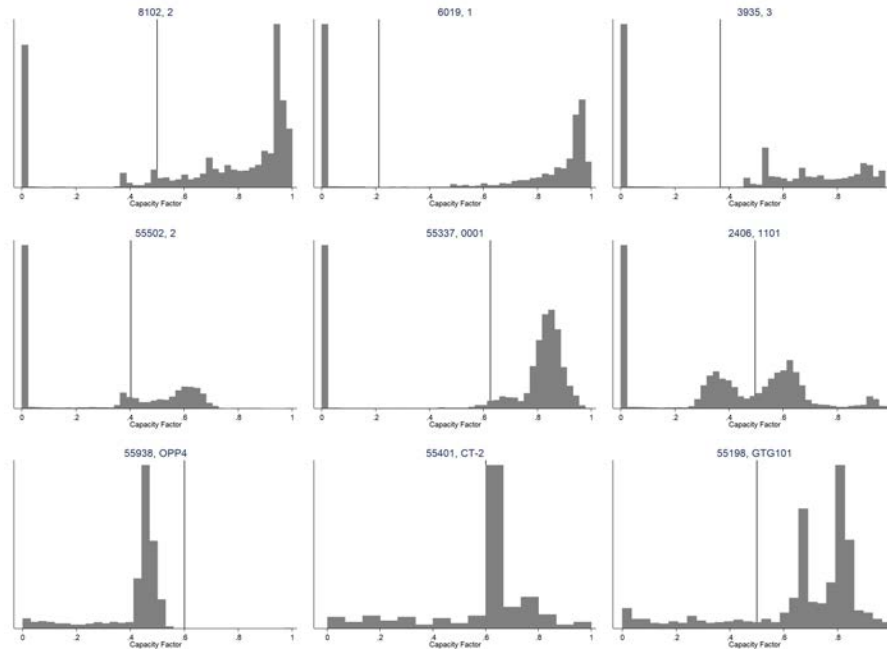 8102, 2
6019, 1
3935, 3
0 .2 .4 .6 .8 1
0 .2 .4 .6 .8 1
0 .2 .4 .6 .8
Capacity Factor
Capacity Factor
Capacity Factor
55502, 2
55337, 0001
2406, 1101
0 .2 .4 .6 .8 1
0 .2 .4 .6 .8 1
0 .2 .4 .6 .8
Capacity Factor
Capacity Factor
Capacity Factor
55938, OPP4
55401, CT-2
55198, GTG101
0 .2 .4 .6 .8 1
0 .2 .4 .6 .8 1
0 .2 .4 .6 .8
Capacity Factor
Capacity Factor
Capacity Factor